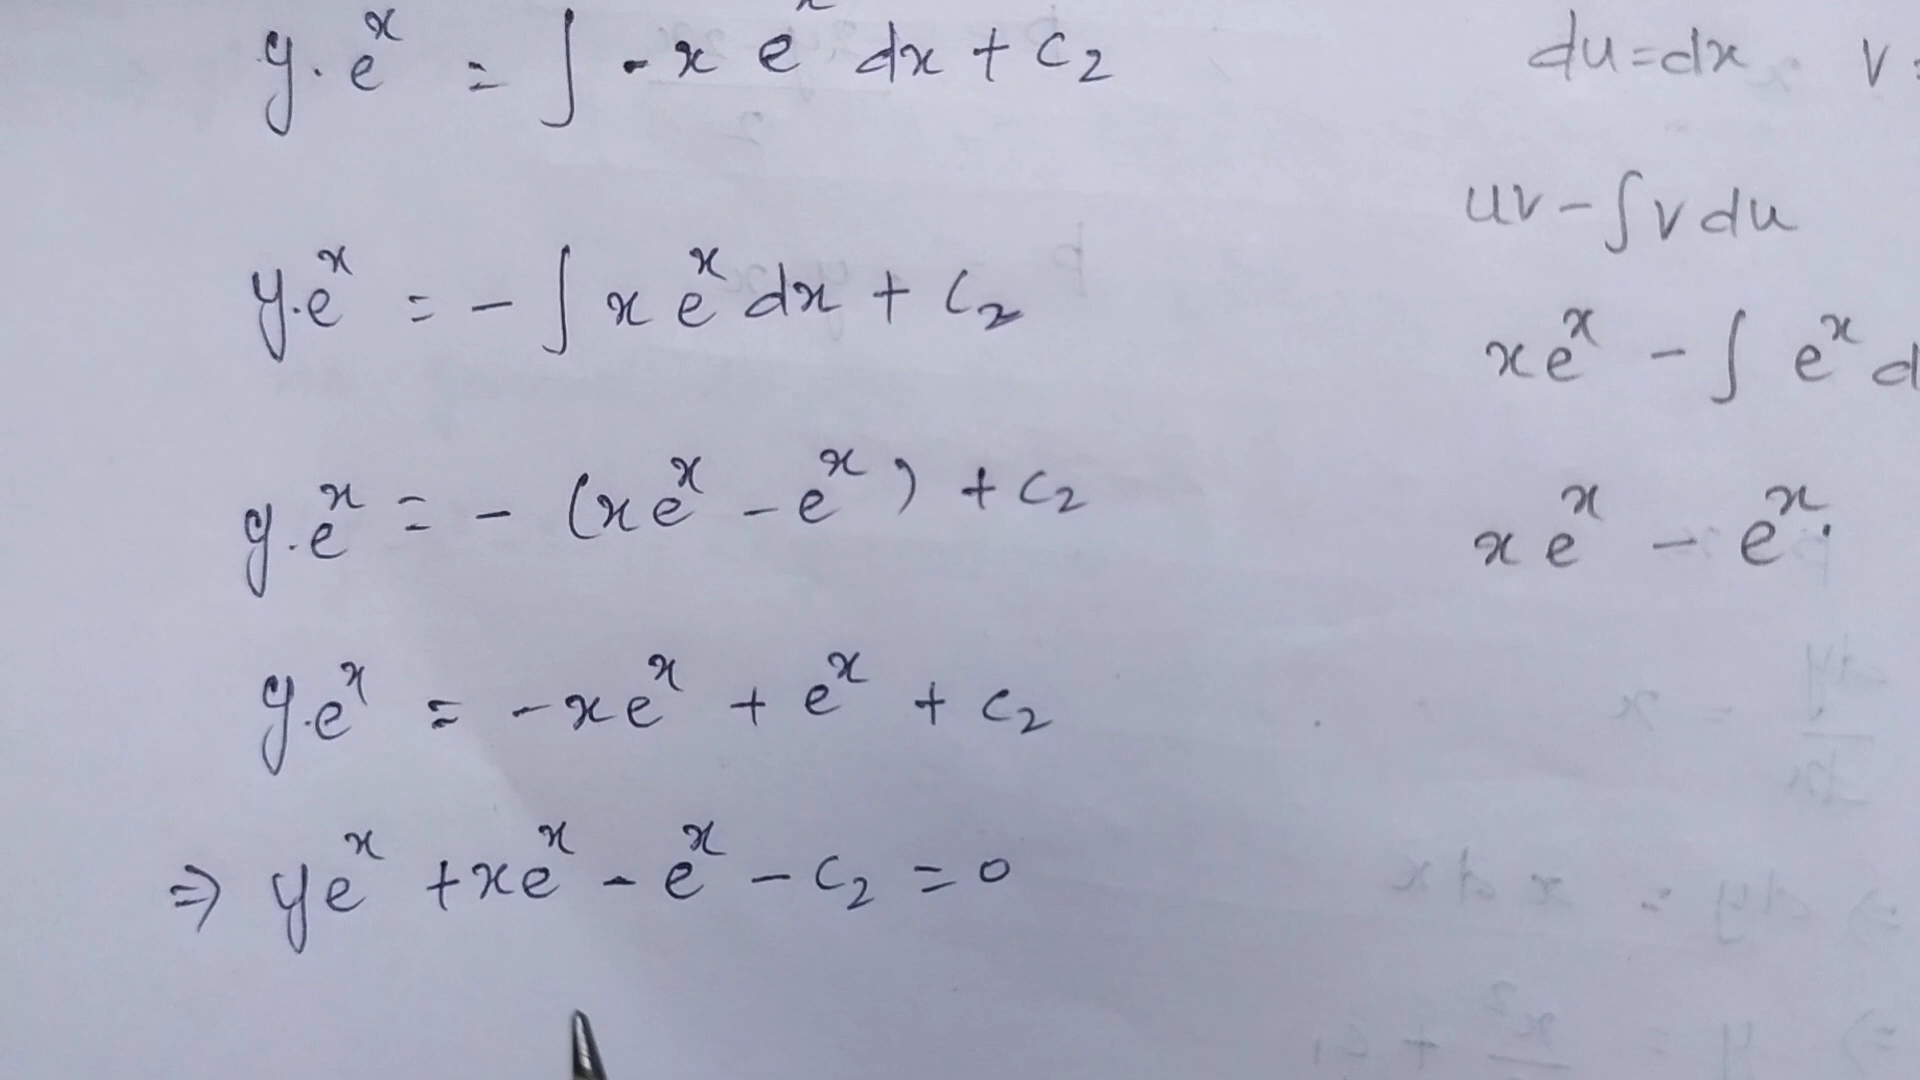 y.e^x = ∫ -x e^x dx + c₂
y.e^x = - ∫ x e^x dx + c₂
y.e^x = - (xe^x - e^x) + c₂
y.e^x = -xe^x + e^x + c₂
⇒ ye^x + xe^x - e^x - c₂ = 0
du=dx v=
uv - ∫v du
xe^x - ∫ e^x d
xe^x - e^x.